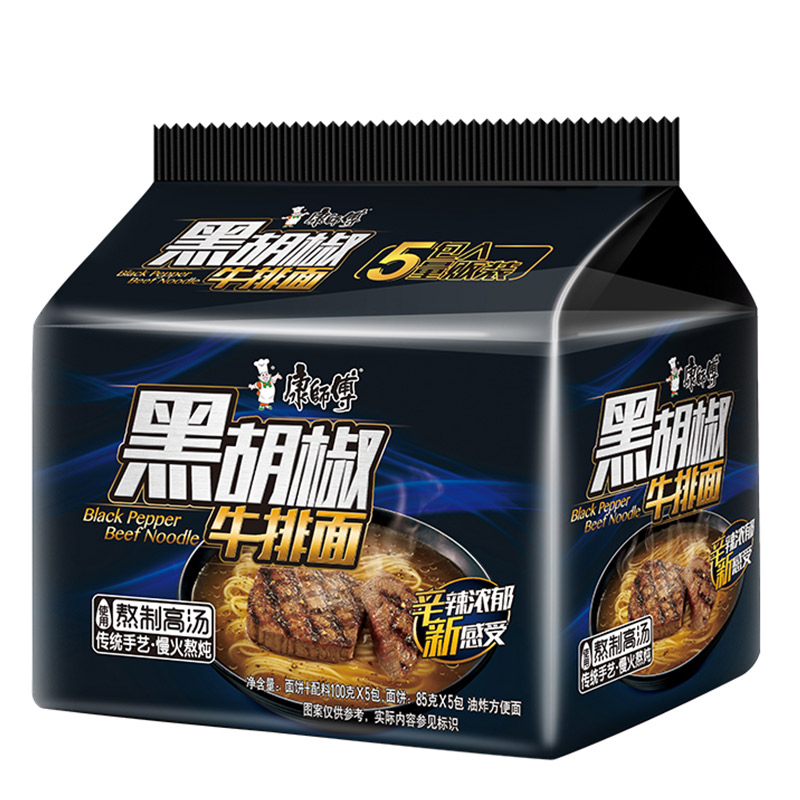 康師傅
黑胡椒
Black Pepper
Beef Noodle
牛排面
5包入
量贩装
康師傅
黑胡椒
Black Pepper
Beef Noodle
牛排面
辛辣浓郁
新感受
使用 熬制高汤
传统手艺·慢火熬炖
净含量：面饼+配料100克X5包、面饼：85克X5包 油炸方便面
图案仅供参考，实际内容参见标识
康師傅
黑胡椒
Black Pepper
Beef Noodle
牛排面
辛辣浓郁
新感受
使用 熬制高汤
传统手艺·慢火熬炖